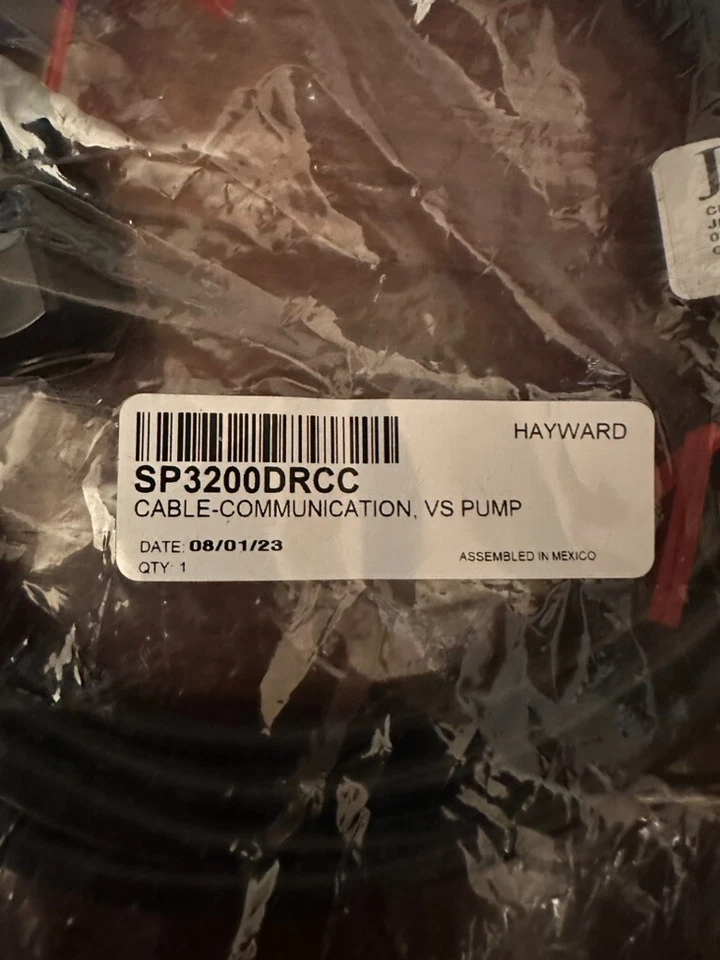 HAYWARD
SP3200DRCC
CABLE-COMMUNICATION, VS PUMP
DATE: 08/01/23
ASSEMBLED IN MEXICO
QTY: 1